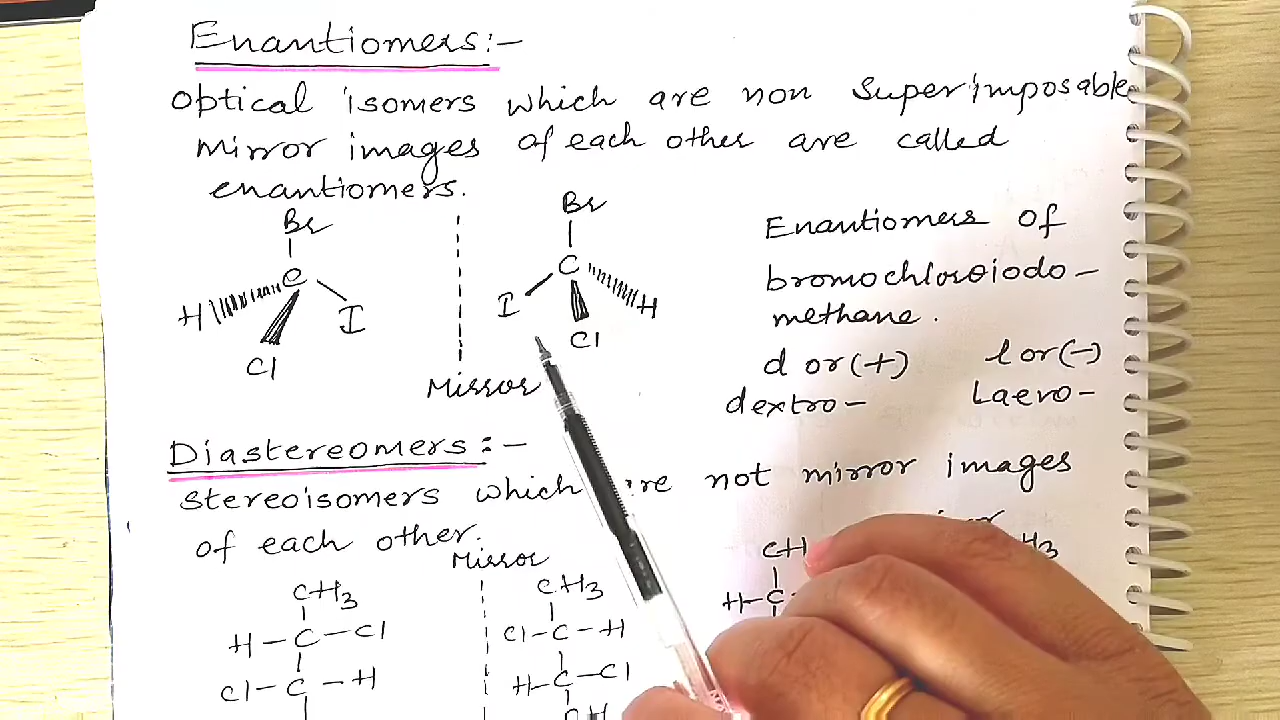 Enantiomers:-
Optical isomers which are non Superimposable
mirror images of each other are called
enantiomers.
Br
C
H
I
Cl
Mirror
Br
C
I
H
Cl
Enantiomers of
bromochloroiodo-
methane.
d or (+) l or (-)
dextro- Laevo-
Diastereomers:-
stereoisomers which are not mirror images
of each other.
Mirror
CH3
H-C-Cl
Cl-C-H
CH3
Cl-C-H
H-C-Cl
H-C